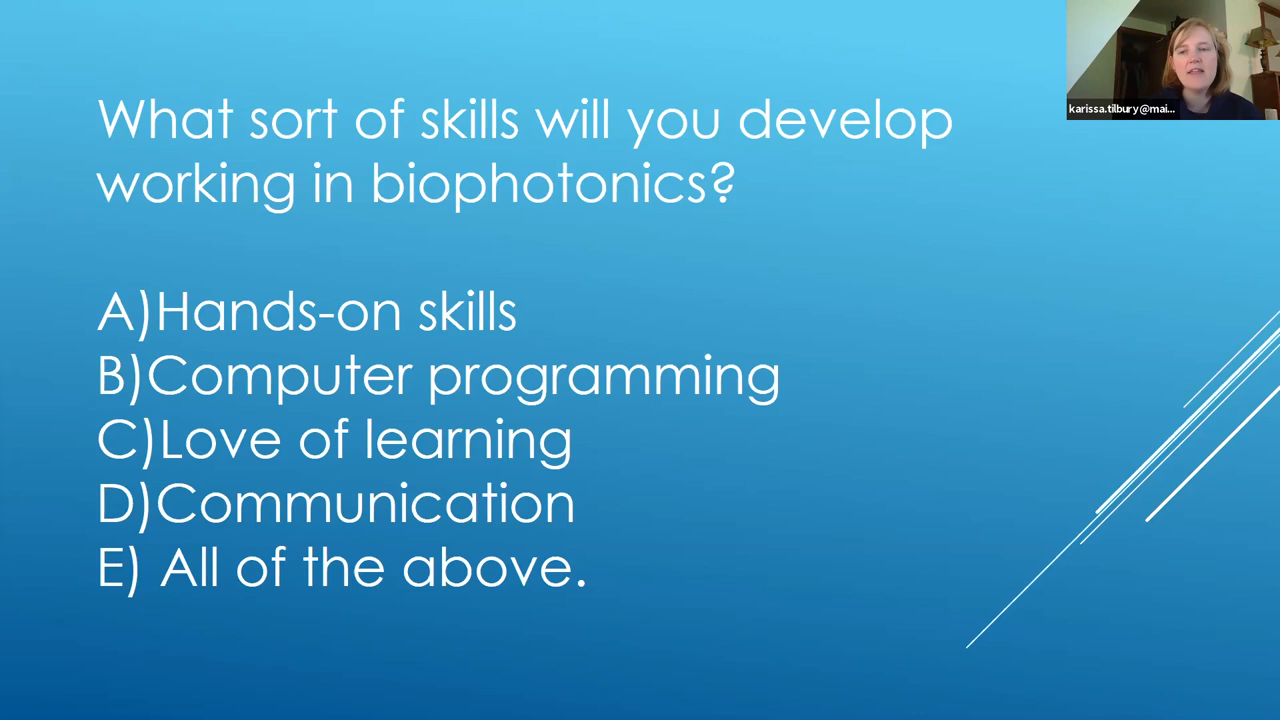 What sort of skills will you develop
working in biophotonics?
A)Hands-on skills
B)Computer programming
C)Love of learning
D)Communication
E) All of the above.
karissa.tilbury@mai...